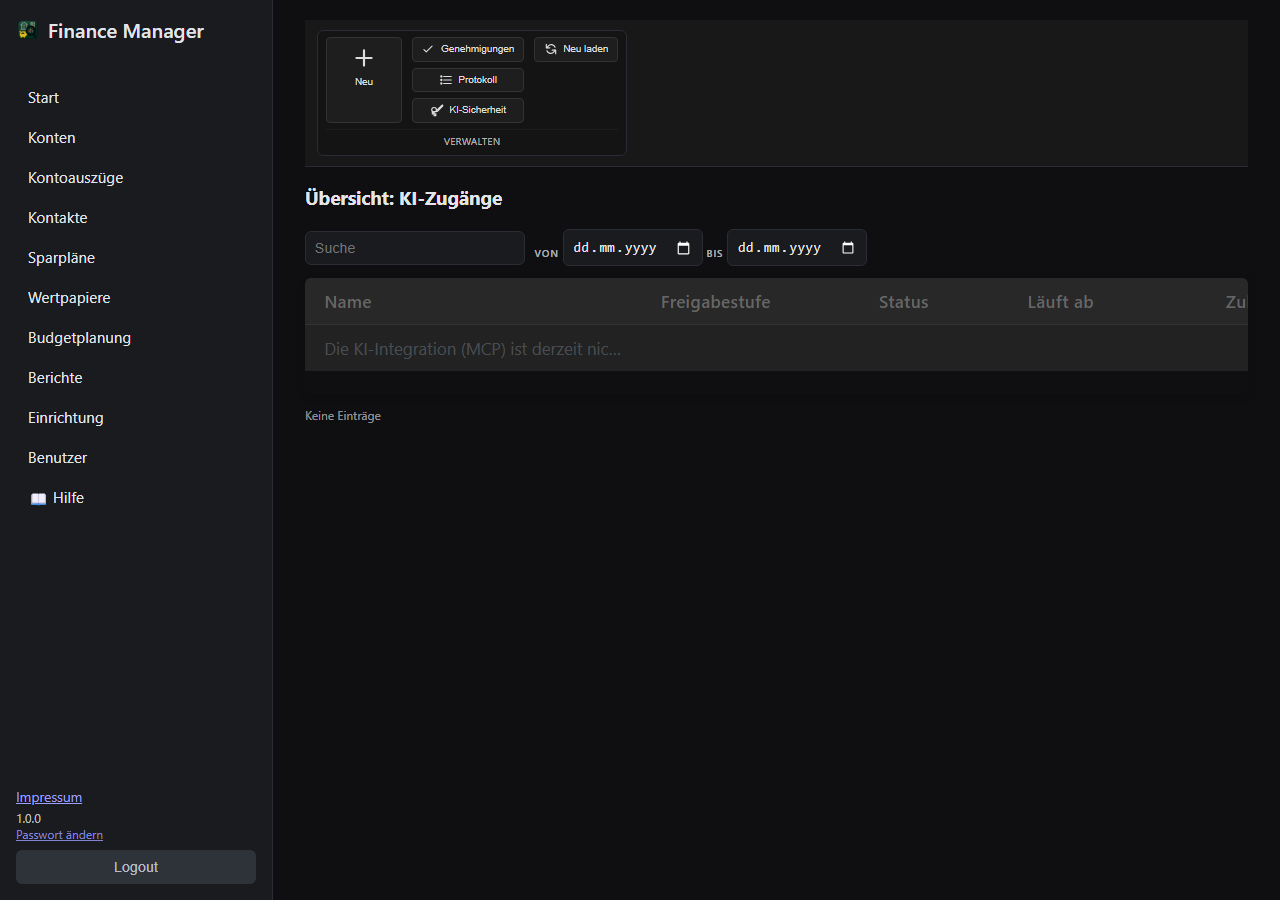 Finance Manager
Start
Konten
Kontoauszüge
Kontakte
Sparpläne
Wertpapiere
Budgetplanung
Berichte
Einrichtung
Benutzer
Hilfe
Impressum
1.0.0
Passwort ändern
Logout
Neu
Genehmigungen
Neu laden
Protokoll
KI-Sicherheit
VERWALTEN
Übersicht: KI-Zugänge
Suche VON dd.mm.yyyy BIS dd.mm.yyyy
Name Freigabestufe Status Läuft ab Zu
Die KI-Integration (MCP) ist derzeit nic...
Keine Einträge